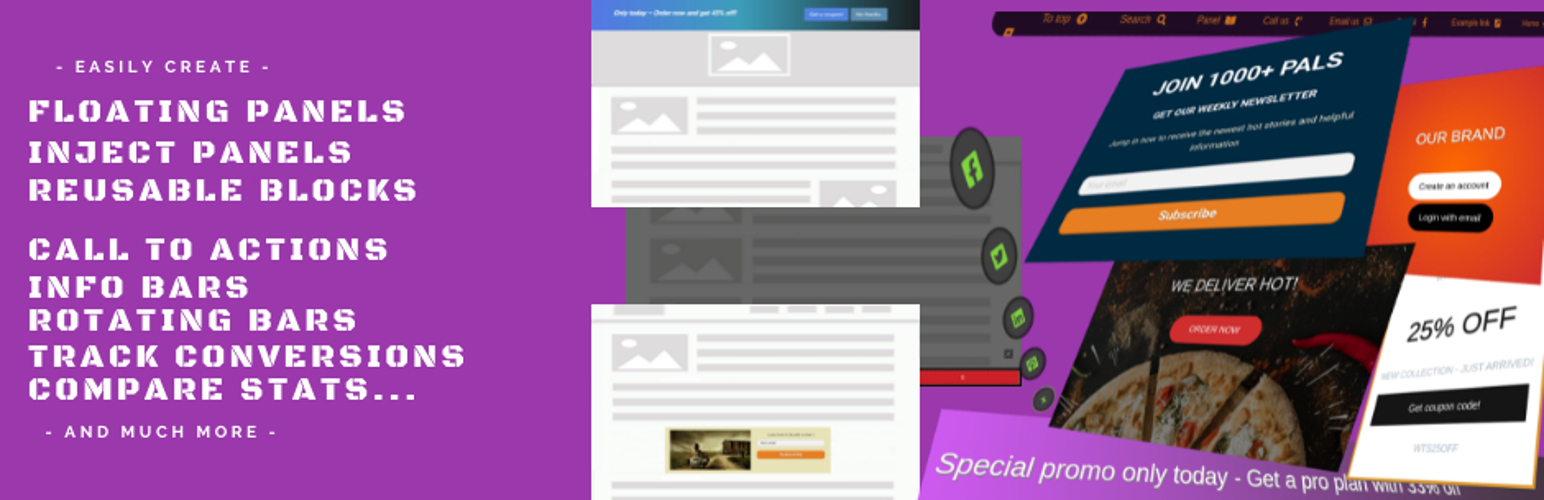 - EASILY CREATE -
FLOATING PANELS
INJECT PANELS
REUSABLE BLOCKS
CALL TO ACTIONS
INFO BARS
ROTATING BARS
TRACK CONVERSIONS
COMPARE STATS...
- AND MUCH MORE -
Only today – Order now and get 45% off!
To top
Search
Panel
Call us
Email us
Example link
Home
JOIN 1000+ PALS
GET OUR WEEKLY NEWSLETTER
Jump in now to receive the newest hot stories and helpful
information
Your email
Subscribe
OUR BRAND
Create an account
Login with email
WE DELIVER HOT!
ORDER NOW
25% OFF
NEW COLLECTION - JUST ARRIVED!
Get coupon code!
WTS25OFF
Special promo only today - Get a pro plan with 33% off